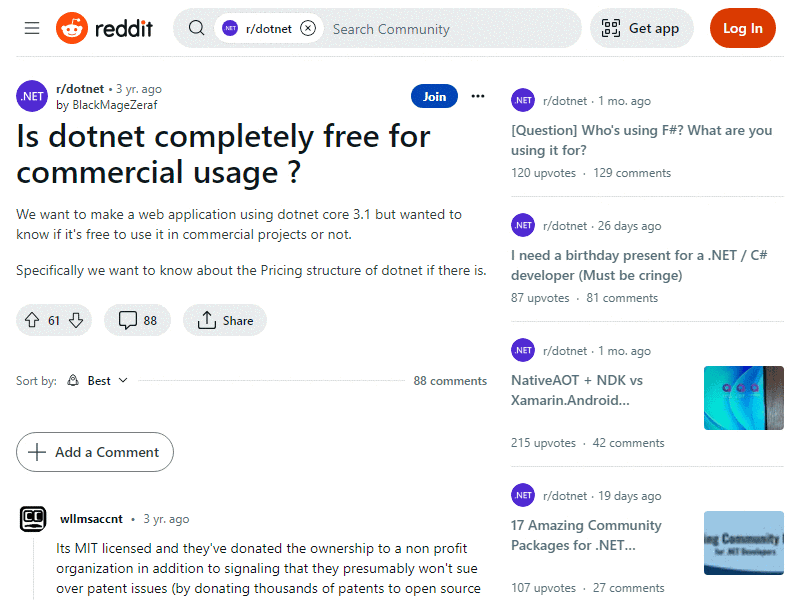 reddit
.NET r/dotnet Search Community
Get app
Log In
.NET r/dotnet • 3 yr. ago
by BlackMageZeraf
Join
Is dotnet completely free for
commercial usage ?
We want to make a web application using dotnet core 3.1 but wanted to
know if it's free to use it in commercial projects or not.
Specifically we want to know about the Pricing structure of dotnet if there is.
61 88 Share
Sort by: Best 88 comments
Add a Comment
wllmsaccnt • 3 yr. ago
Its MIT licensed and they've donated the ownership to a non profit
organization in addition to signaling that they presumably won't sue
over patent issues (by donating thousands of patents to open source
.NET r/dotnet · 1 mo. ago
[Question] Who's using F#? What are you
using it for?
120 upvotes · 129 comments
.NET r/dotnet · 26 days ago
I need a birthday present for a .NET / C#
developer (Must be cringe)
87 upvotes · 81 comments
.NET r/dotnet · 1 mo. ago
NativeAOT + NDK vs
Xamarin.Android...
215 upvotes · 42 comments
.NET r/dotnet · 19 days ago
17 Amazing Community
Packages for .NET...
ing Community
for .NET Developers
107 upvotes · 27 comments